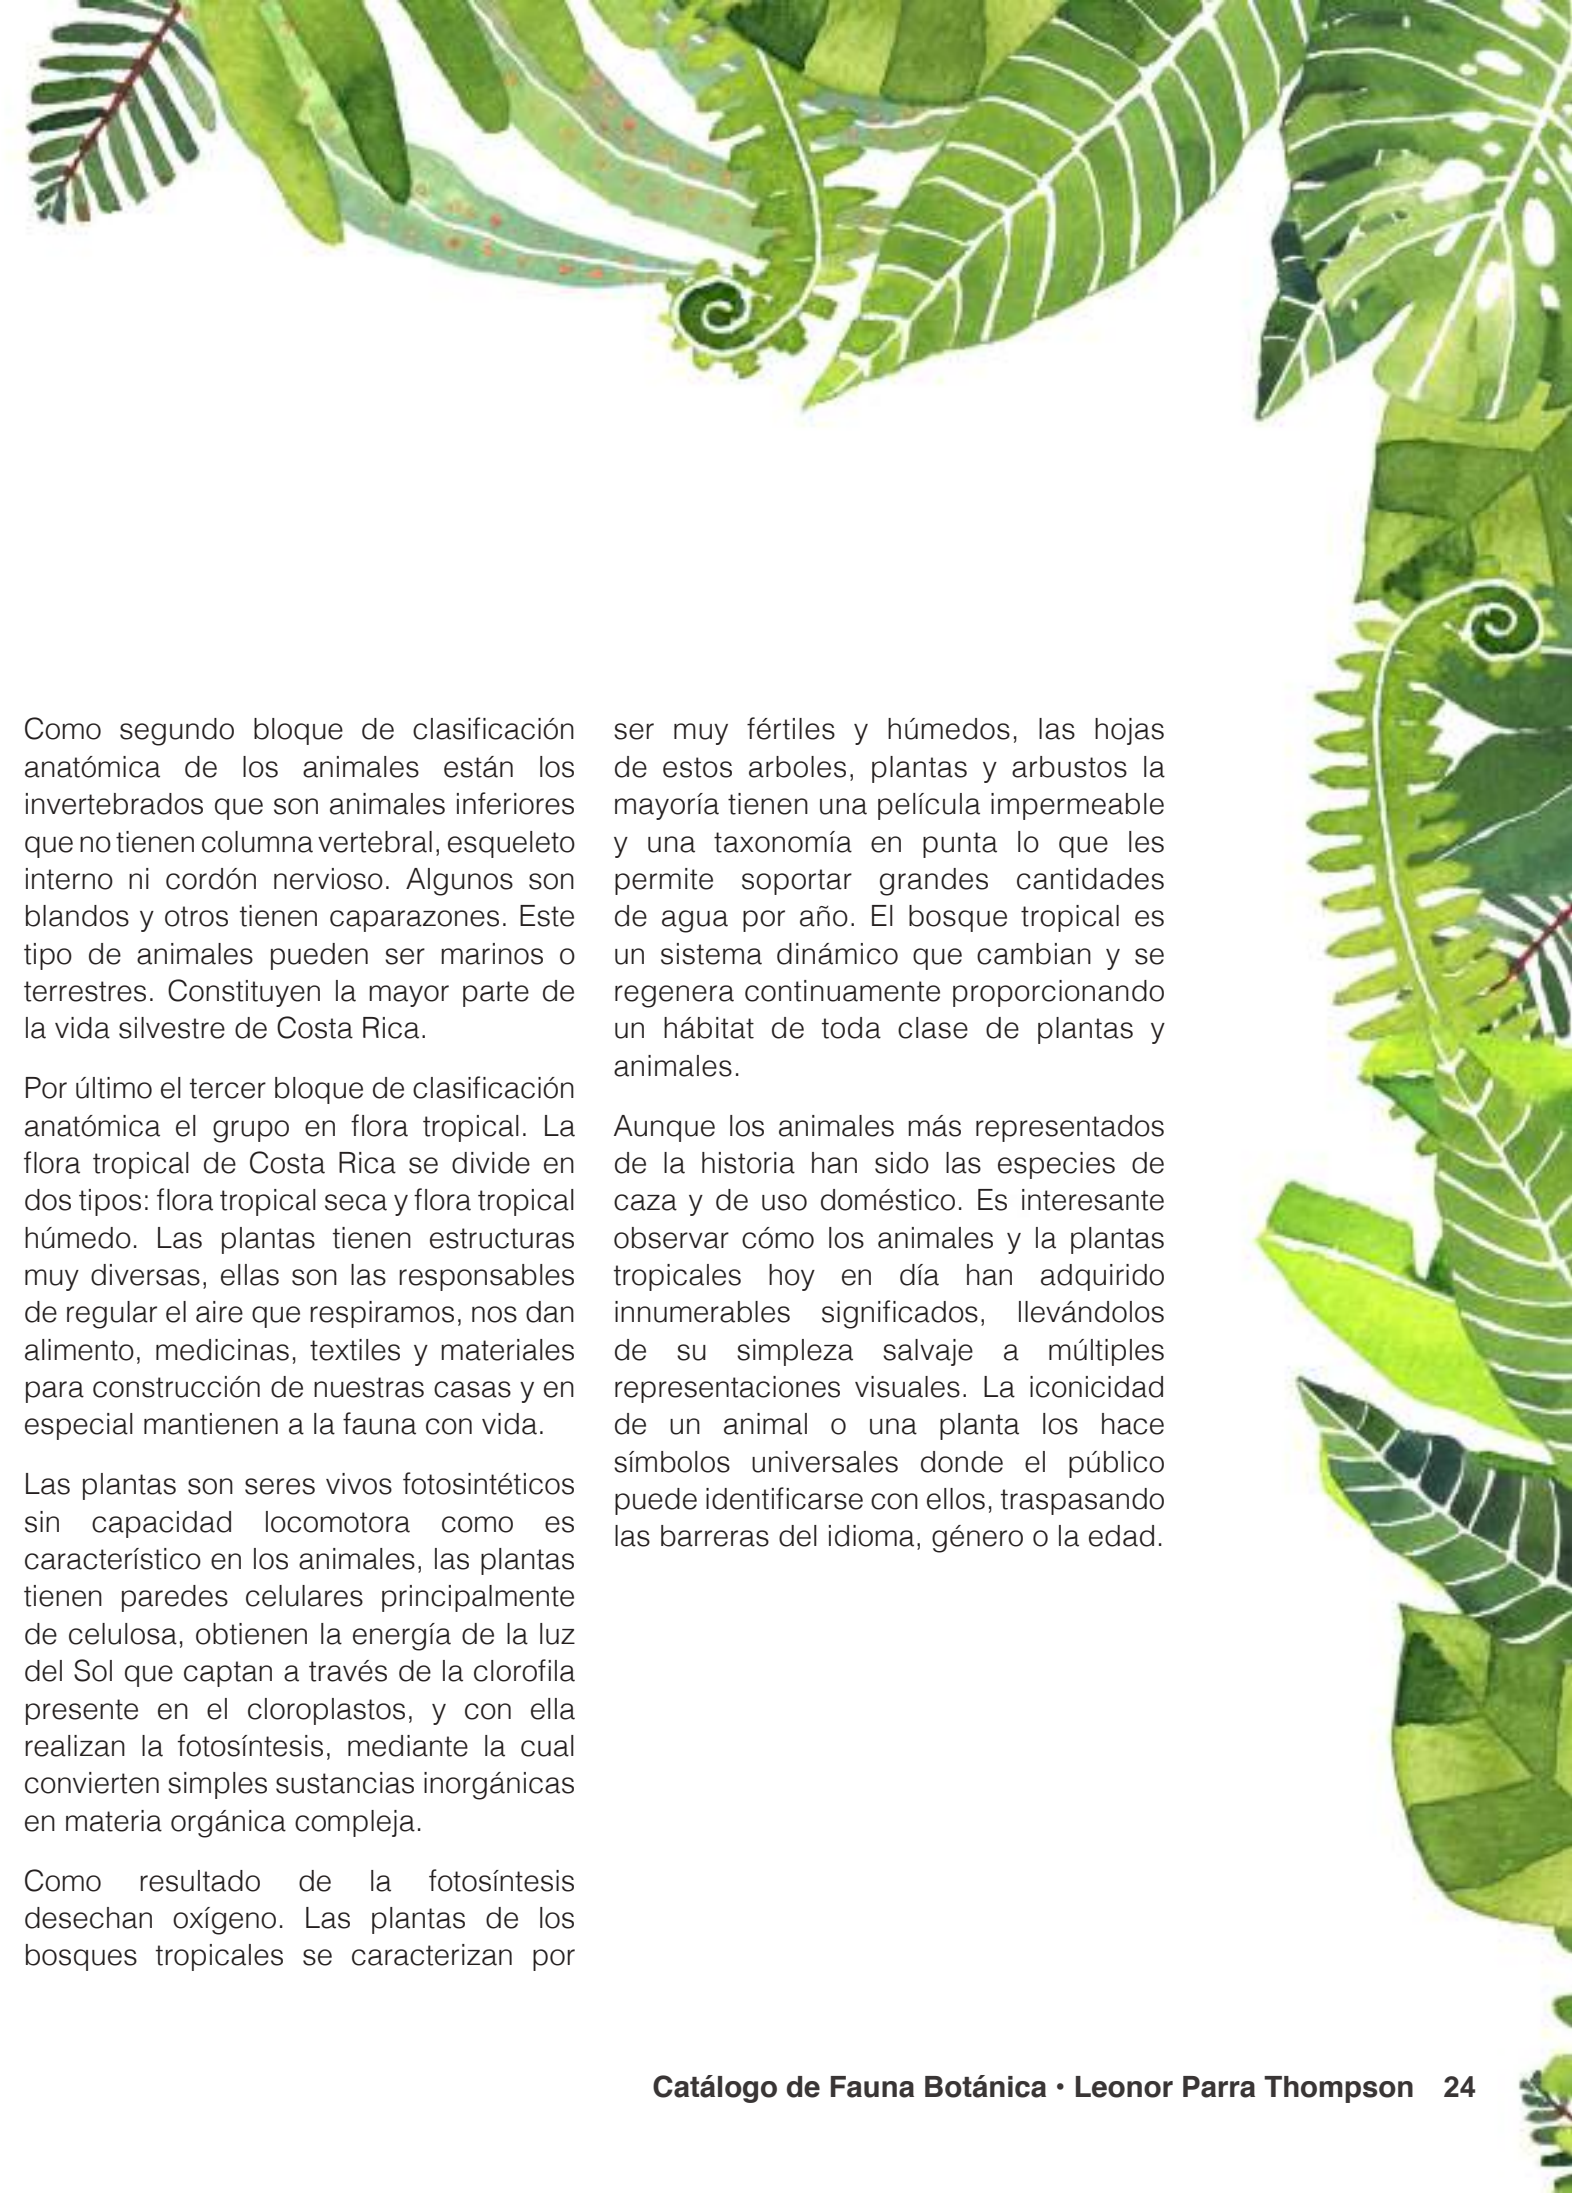 Como segundo bloque de clasificación
anatómica de los animales están los
invertebrados que son animales inferiores
que no tienen columna vertebral, esqueleto
interno ni cordón nervioso. Algunos son
blandos y otros tienen caparazones. Este
tipo de animales pueden ser marinos o
terrestres. Constituyen la mayor parte de
la vida silvestre de Costa Rica.
Por último el tercer bloque de clasificación
anatómica el grupo en flora tropical. La
flora tropical de Costa Rica se divide en
dos tipos: flora tropical seca y flora tropical
húmedo. Las plantas tienen estructuras
muy diversas, ellas son las responsables
de regular el aire que respiramos, nos dan
alimento, medicinas, textiles y materiales
para construcción de nuestras casas y en
especial mantienen a la fauna con vida.
Las plantas son seres vivos fotosintéticos
sin capacidad locomotora como es
característico en los animales, las plantas
tienen paredes celulares principalmente
de celulosa, obtienen la energía de la luz
del Sol que captan a través de la clorofila
presente en el cloroplastos, y con ella
realizan la fotosíntesis, mediante la cual
convierten simples sustancias inorgánicas
en materia orgánica compleja.
Como resultado de la fotosíntesis
desechan oxígeno. Las plantas de los
bosques tropicales se caracterizan por
ser muy fértiles y húmedos, las hojas
de estos arboles, plantas y arbustos la
mayoría tienen una película impermeable
y una taxonomía en punta lo que les
permite soportar grandes cantidades
de agua por año. El bosque tropical es
un sistema dinámico que cambian y se
regenera continuamente proporcionando
un hábitat de toda clase de plantas y
animales.
Aunque los animales más representados
de la historia han sido las especies de
caza y de uso doméstico. Es interesante
observar cómo los animales y la plantas
tropicales hoy en día han adquirido
innumerables significados, llevándolos
de su simpleza salvaje a múltiples
representaciones visuales. La iconicidad
de un animal o una planta los hace
símbolos universales donde el público
puede identificarse con ellos, traspasando
las barreras del idioma, género o la edad.
Catálogo de Fauna Botánica • Leonor Parra Thompson 24